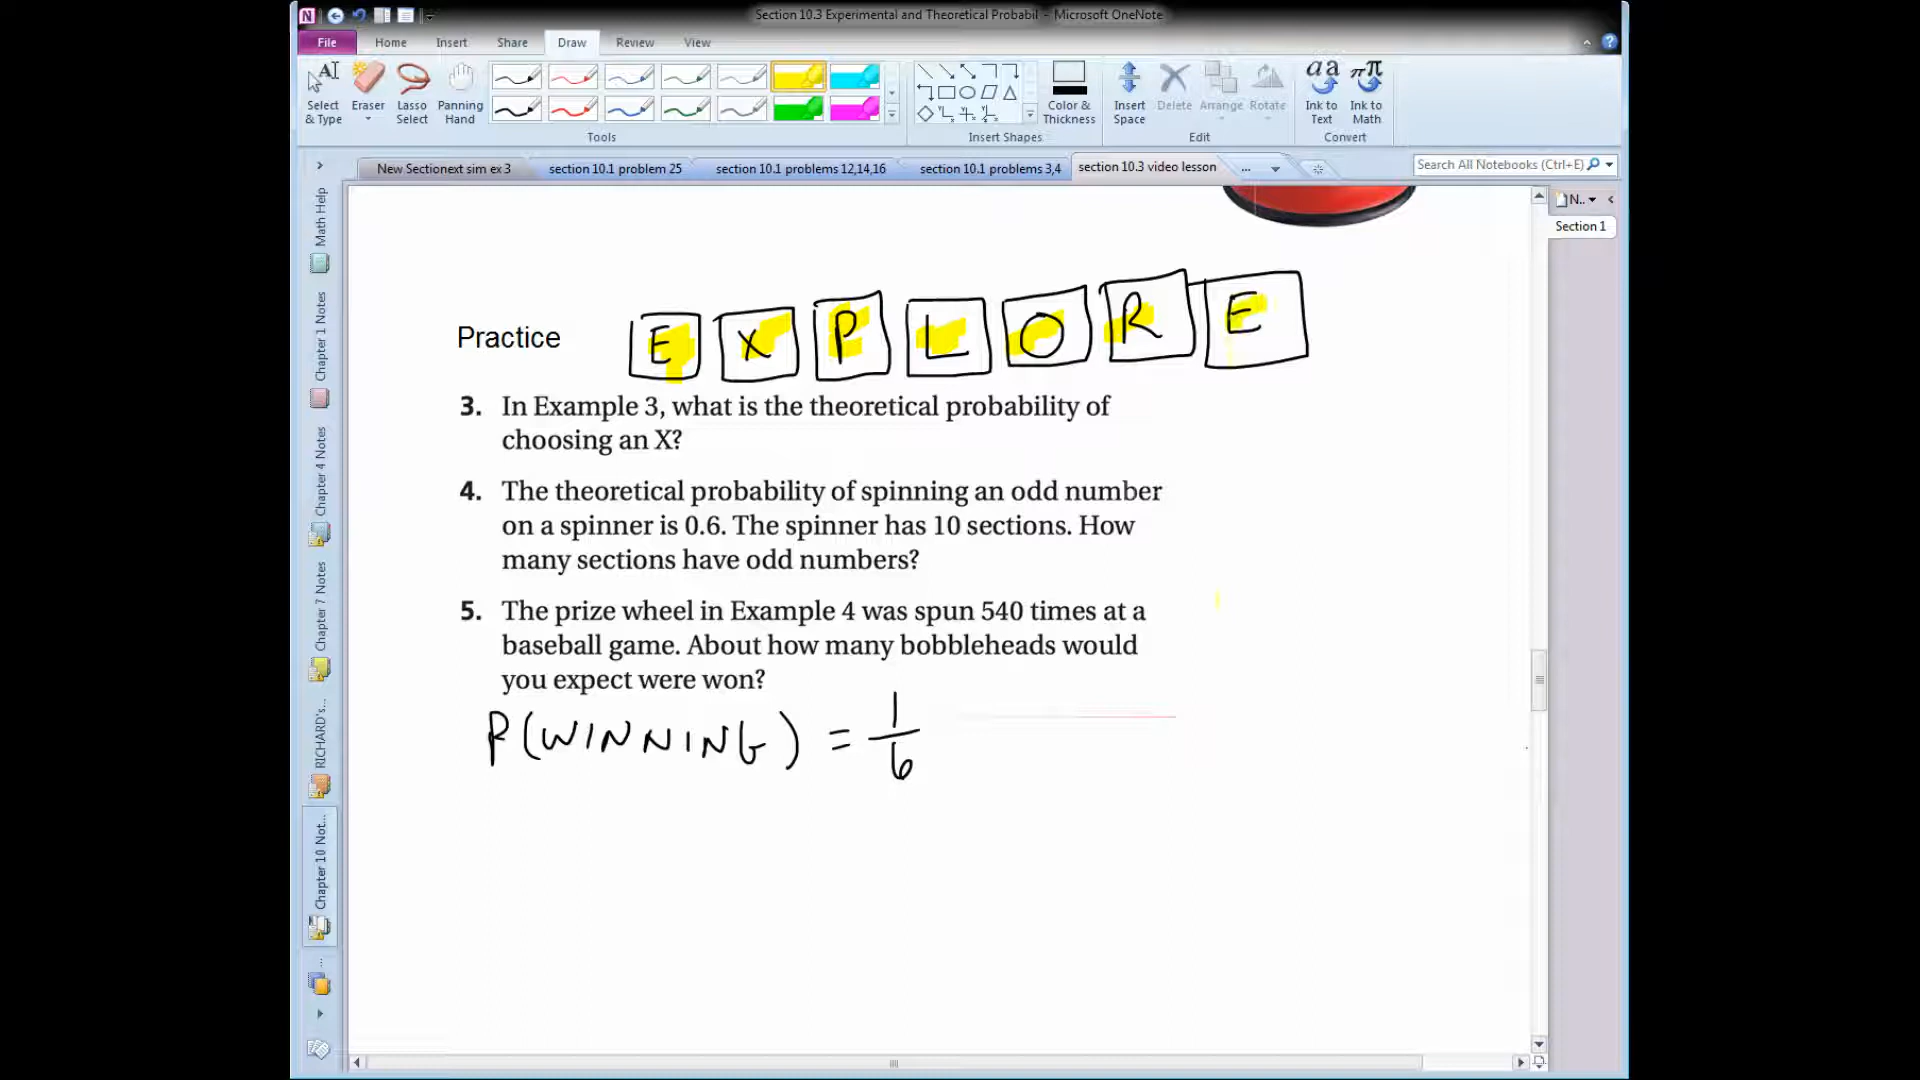 Section 10.3 Experimental and Theoretical Probabil - Microsoft OneNote
File Home Insert Share Draw Review View
Select & Type
Eraser
Lasso Select
Panning Hand
Tools
Insert Shapes
Color & Thickness
Insert Space
Delete
Arrange
Rotate
Edit
Ink to Text
Ink to Math
Convert
New Sectionext sim ex 3
section 10.1 problem 25
section 10.1 problems 12,14,16
section 10.1 problems 3,4
section 10.3 video lesson
...
Search All Notebooks (Ctrl+E)
N..
Section 1
Math Help
Chapter 1 Notes
Chapter 4 Notes
Chapter 7 Notes
RICHARD's...
Chapter 10 Not...
Practice
E X P L O R E
3. In Example 3, what is the theoretical probability of
choosing an X?
4. The theoretical probability of spinning an odd number
on a spinner is 0.6. The spinner has 10 sections. How
many sections have odd numbers?
5. The prize wheel in Example 4 was spun 540 times at a
baseball game. About how many bobbleheads would
you expect were won?
P(WINNING) = 1/6